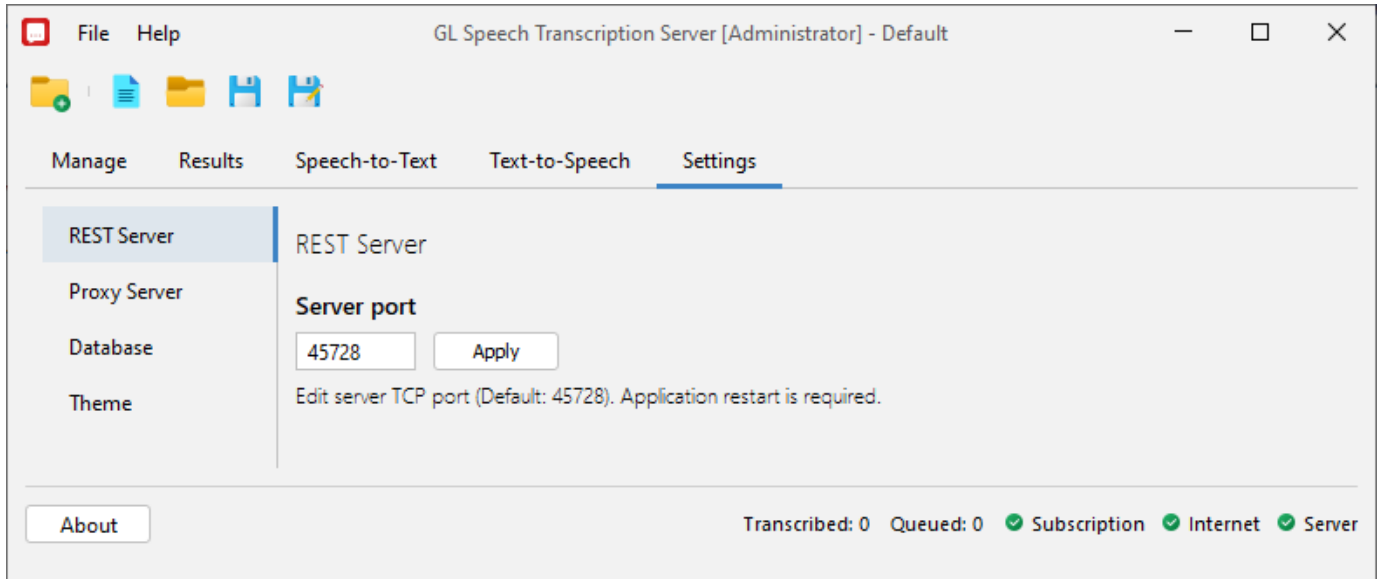 File Help GL Speech Transcription Server [Administrator] - Default
Manage Results Speech-to-Text Text-to-Speech Settings
REST Server
Proxy Server
Database
Theme
REST Server
Server port
45728 Apply
Edit server TCP port (Default: 45728). Application restart is required.
About Transcribed: 0 Queued: 0 Subscription Internet Server